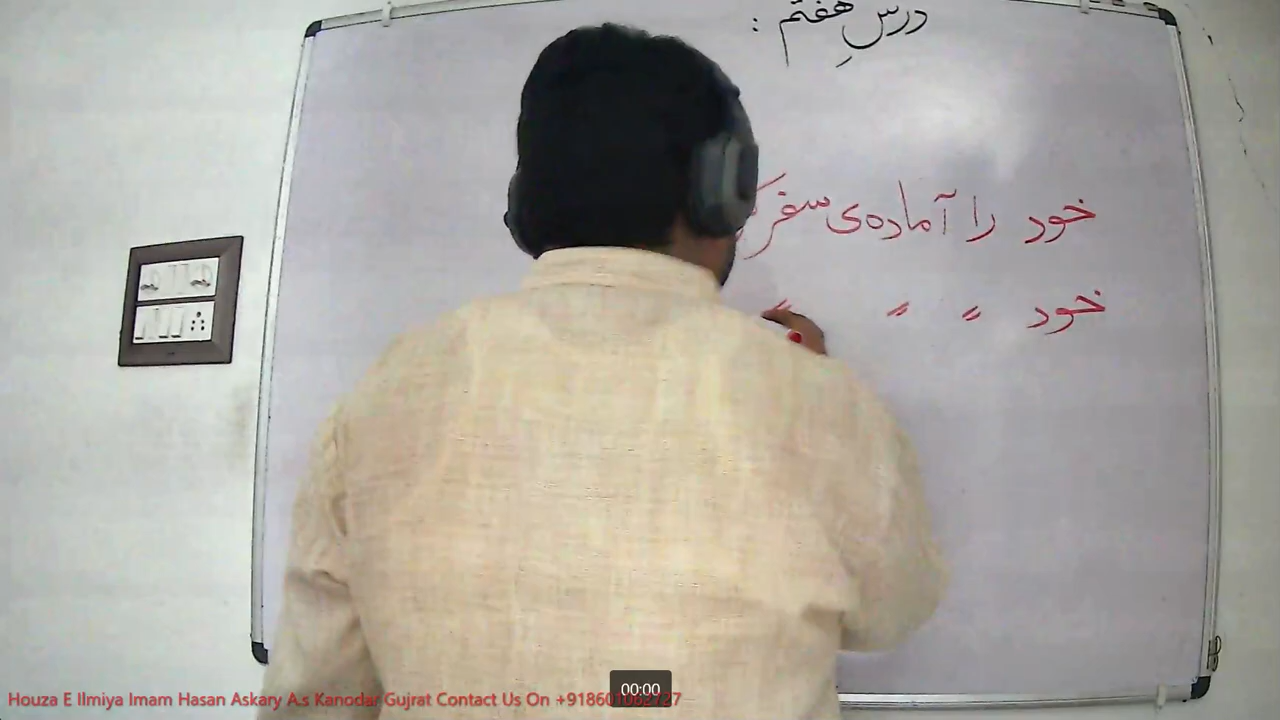 درسِ هفتم :
خود را آماده‌ی سفر
خود 〃 〃 〃
00:00
Houza E Ilmiya Imam Hasan Askary A.s Kanodar Gujrat Contact Us On